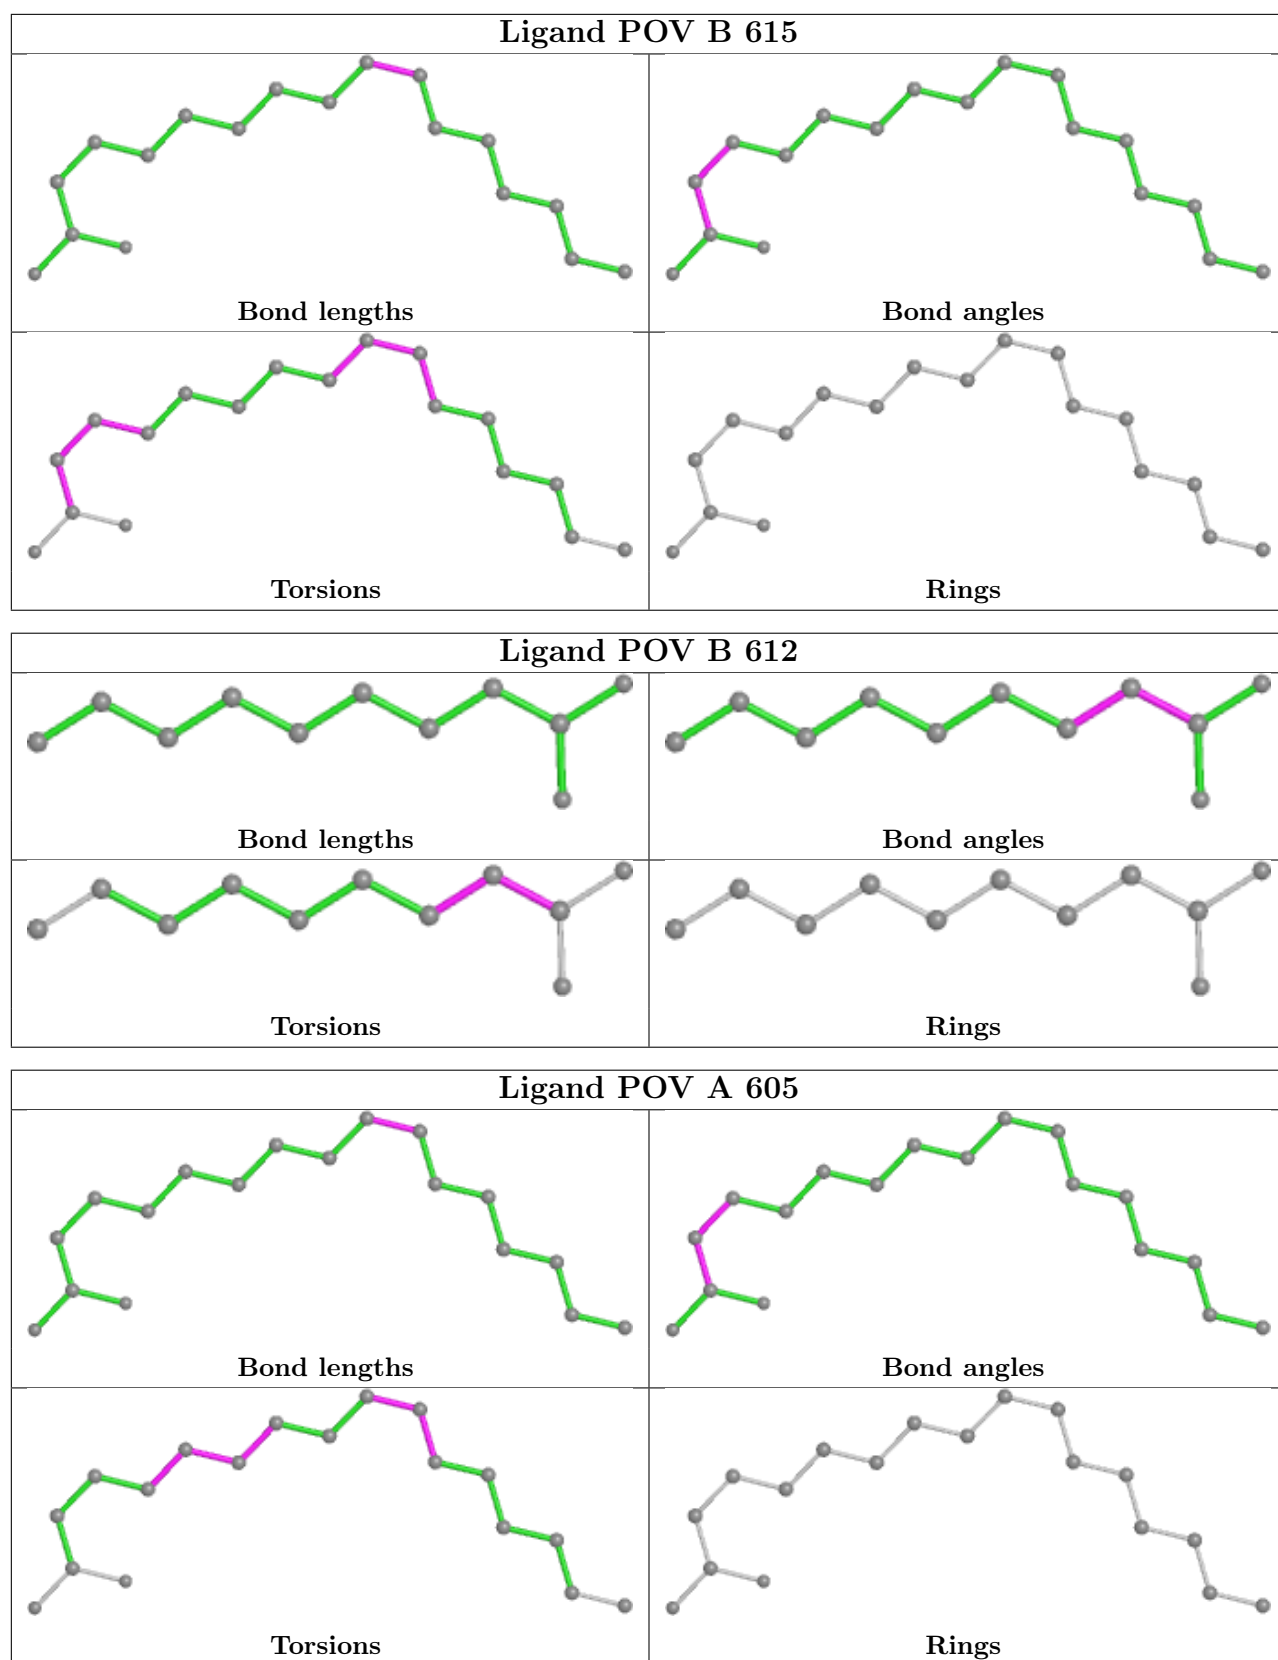 Ligand POV B 615
Bond lengths
Bond angles
Torsions
Rings
Ligand POV B 612
Bond lengths
Bond angles
Torsions
Rings
Ligand POV A 605
Bond lengths
Bond angles
Torsions
Rings